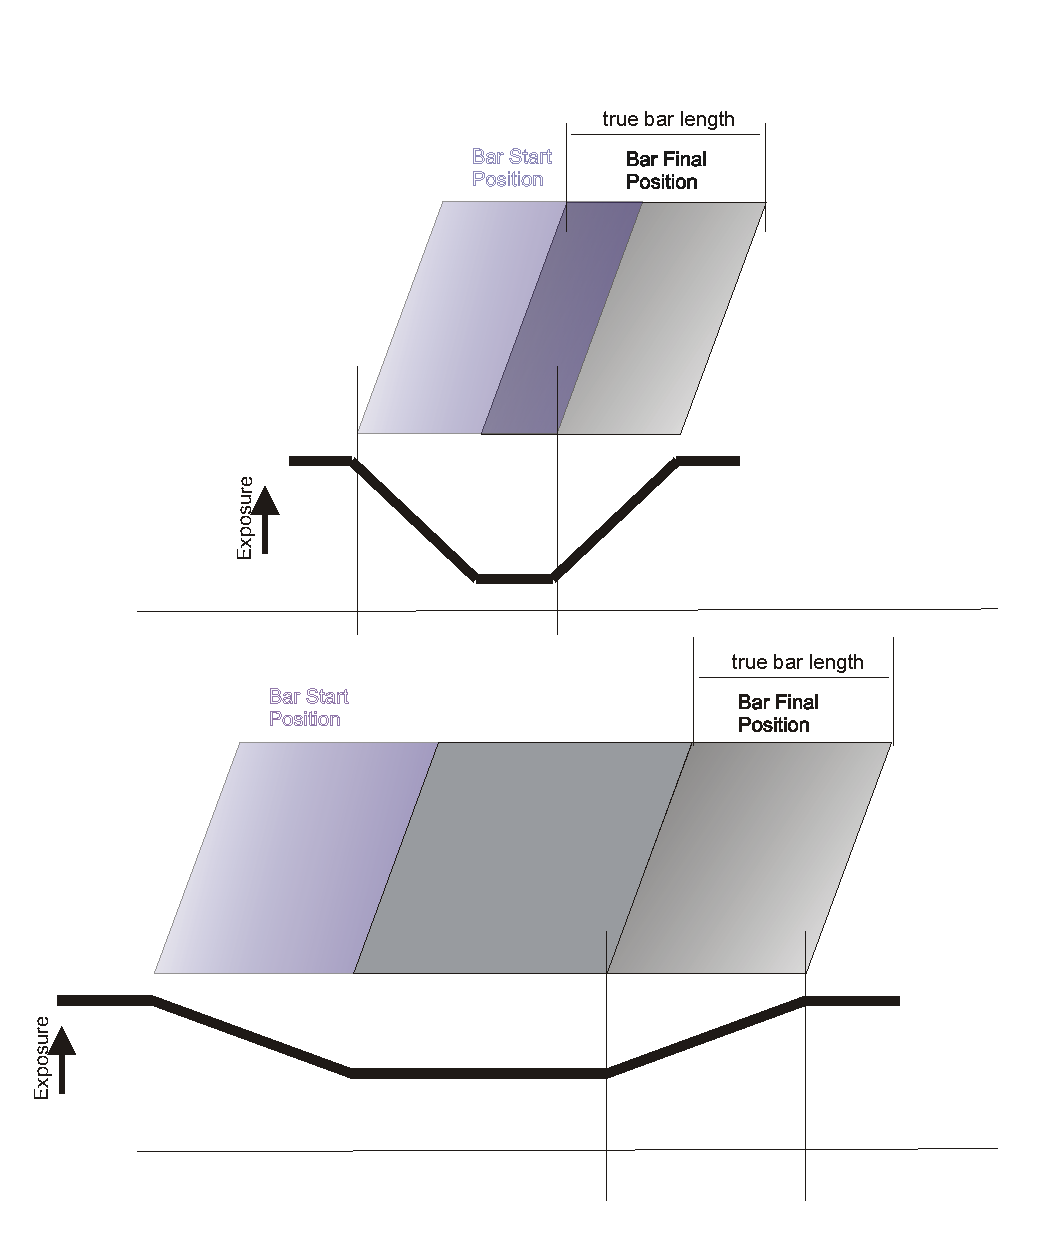 true bar length
Bar Start
Position
Bar Final
Position
Exposure
true bar length
Bar Start
Position
Bar Final
Position
Exposure